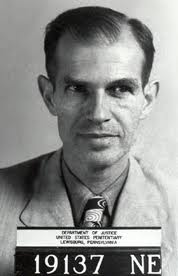 DEPARTMENT OF JUSTICE
UNITED STATES PENITENTIARY
LEWISBURG, PENNSYLVANIA
19137 NE